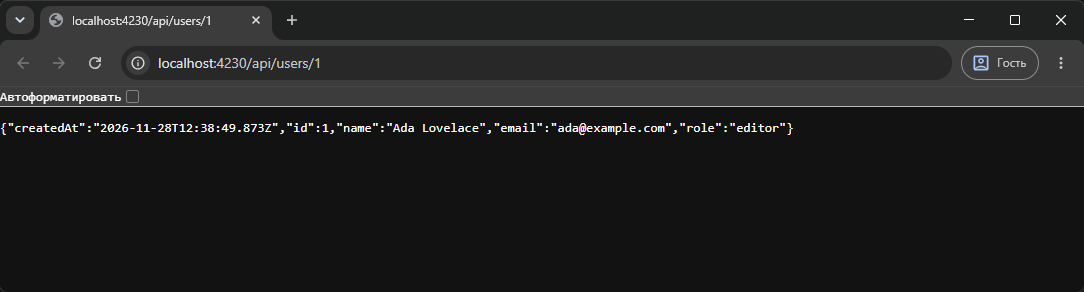 localhost:4230/api/users/1
localhost:4230/api/users/1 Гость
Автоформатировать
{"createdAt":"2026-11-28T12:38:49.873Z","id":1,"name":"Ada Lovelace","email":"ada@example.com","role":"editor"}